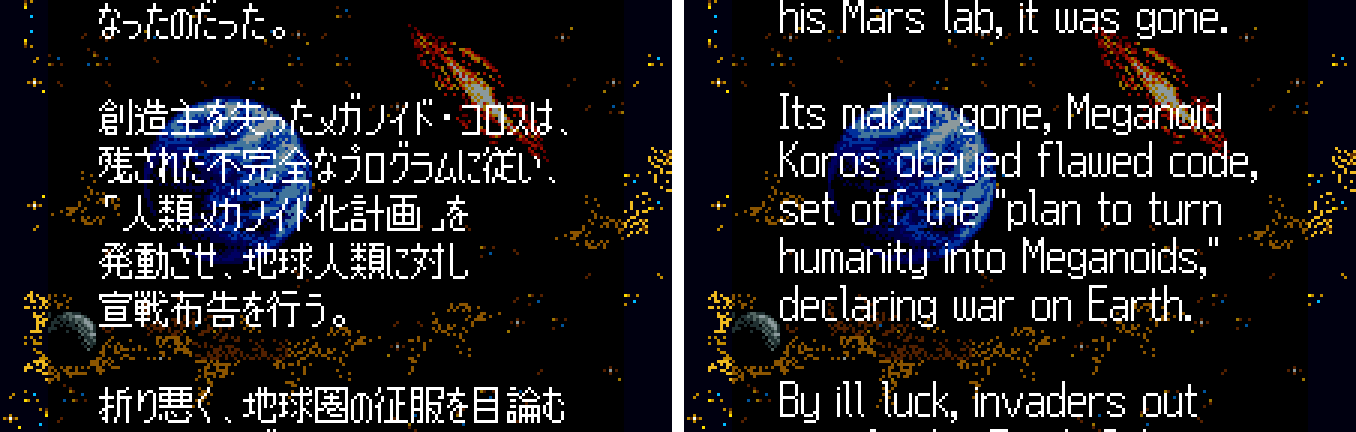 なったのだった。
創造主を失ったメガノイド・コロスは、
残された不完全なプログラムに従い、
「人類メガノイド化計画」を
発動させ、地球人類に対し
宣戦布告を行う。
折り悪く、地球圏の征服を目論む
his Mars lab, it was gone.
Its maker gone, Meganoid
Koros obeyed flawed code,
set off the "plan to turn
humanity into Meganoids,"
declaring war on Earth.
By ill luck, invaders out